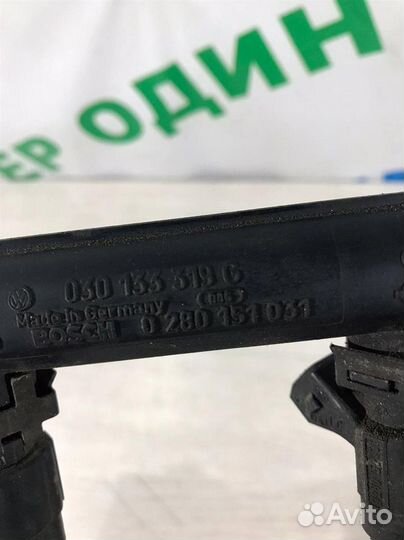 ОДИН
ЕР
030 133 319 C
Made in Germany
BOSCH 0 280 151 031
Avito